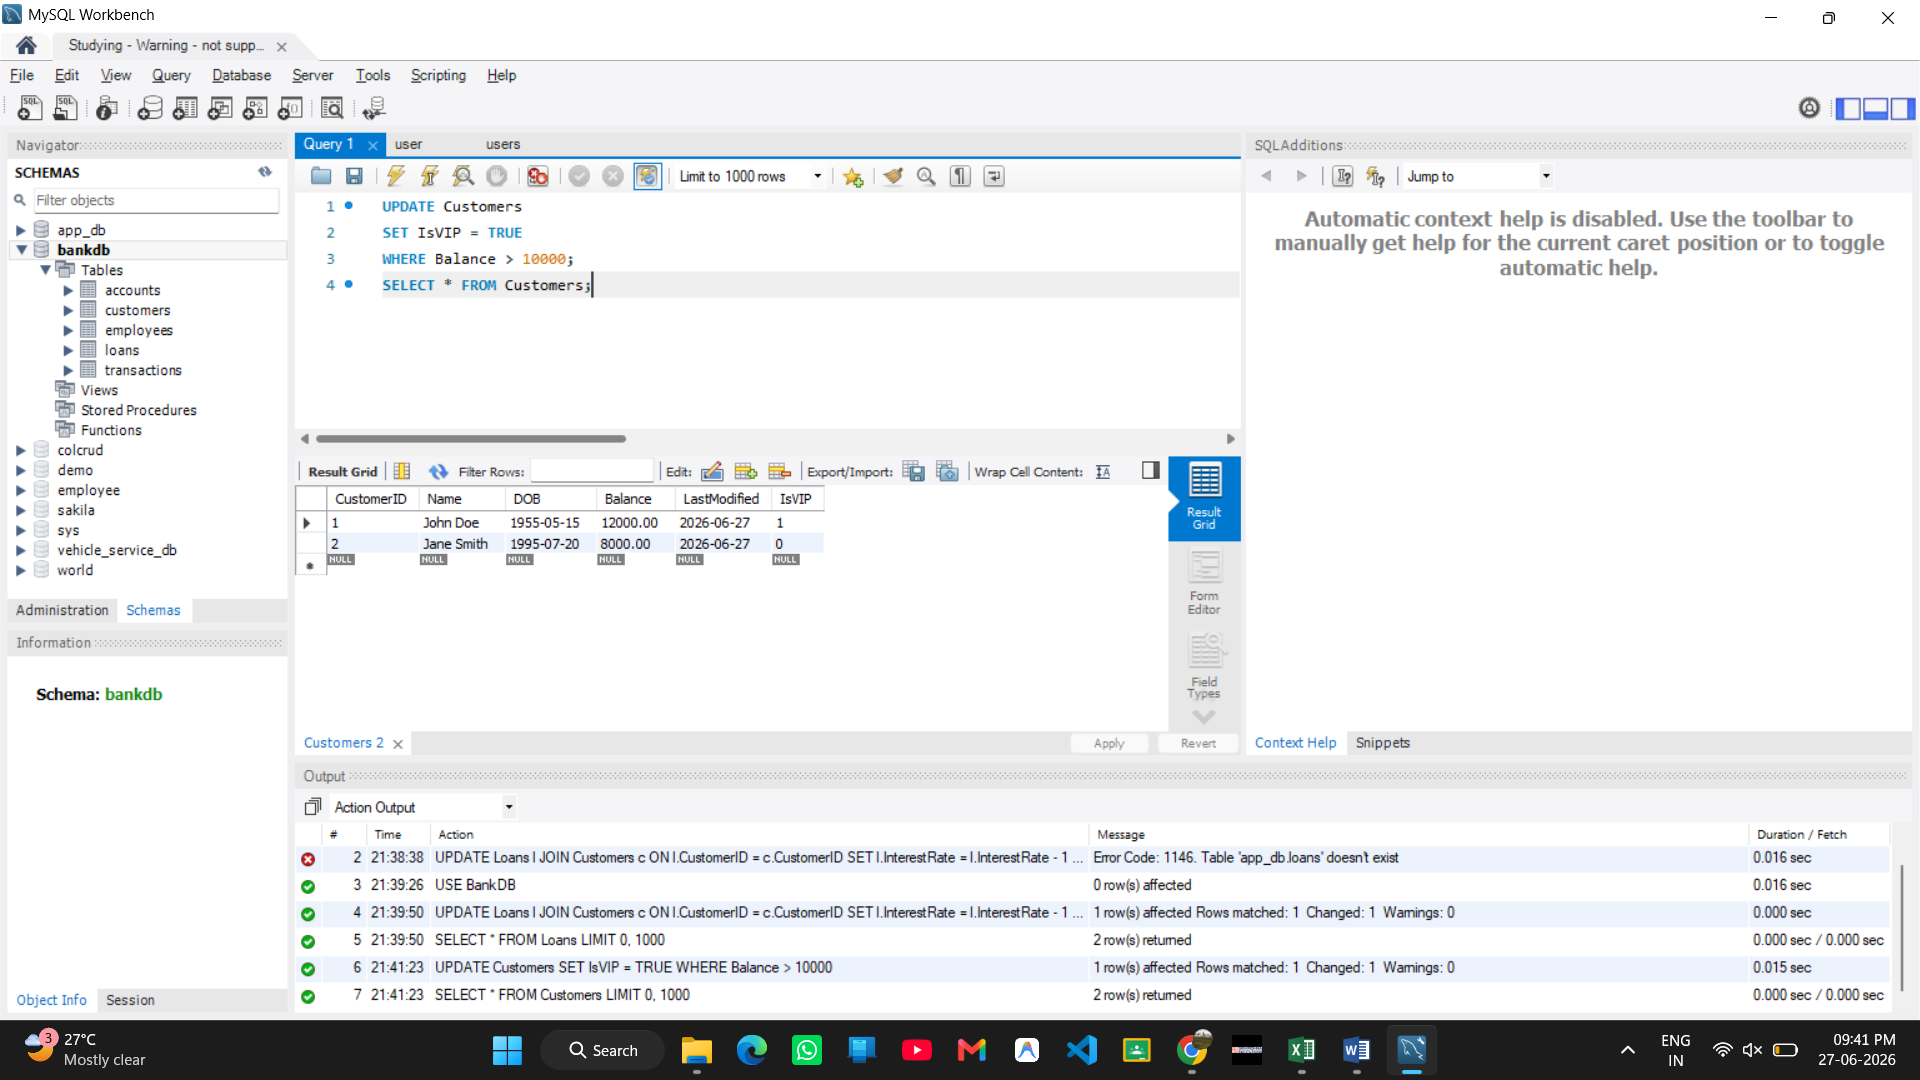 MySQL Workbench
Studying - Warning - not supp...
File Edit View Query Database Server Tools Scripting Help
Navigator
SCHEMAS
Filter objects
app_db
bankdb
Tables
accounts
customers
employees
loans
transactions
Views
Stored Procedures
Functions
colcrud
demo
employee
sakila
sys
vehicle_service_db
world
Administration Schemas
Information
Schema: bankdb
Object Info Session
Query 1 user users
Limit to 1000 rows
1 UPDATE Customers
2 SET IsVIP = TRUE
3 WHERE Balance > 10000;
4 SELECT * FROM Customers;
Result Grid Filter Rows: Edit: Export/Import: Wrap Cell Content:
CustomerID Name DOB Balance LastModified IsVIP
1 John Doe 1955-05-15 12000.00 2026-06-27 1
2 Jane Smith 1995-07-20 8000.00 2026-06-27 0
NULL NULL NULL NULL NULL NULL
Result
Grid
Form
Editor
Field
Types
Customers 2 Apply Revert
SQLAdditions
Jump to
Automatic context help is disabled. Use the toolbar to
manually get help for the current caret position or to toggle
automatic help.
Context Help Snippets
Output
Action Output
# Time Action Message Duration / Fetch
2 21:38:38 UPDATE Loans l JOIN Customers c ON l.CustomerID = c.CustomerID SET l.InterestRate = l.InterestRate - 1 ... Error Code: 1146. Table 'app_db.loans' doesn't exist 0.016 sec
3 21:39:26 USE BankDB 0 row(s) affected 0.016 sec
4 21:39:50 UPDATE Loans l JOIN Customers c ON l.CustomerID = c.CustomerID SET l.InterestRate = l.InterestRate - 1 ... 1 row(s) affected Rows matched: 1 Changed: 1 Warnings: 0 0.000 sec
5 21:39:50 SELECT * FROM Loans LIMIT 0, 1000 2 row(s) returned 0.000 sec / 0.000 sec
6 21:41:23 UPDATE Customers SET IsVIP = TRUE WHERE Balance > 10000 1 row(s) affected Rows matched: 1 Changed: 1 Warnings: 0 0.015 sec
7 21:41:23 SELECT * FROM Customers LIMIT 0, 1000 2 row(s) returned 0.000 sec / 0.000 sec
3
27°C
Mostly clear
Search
ENG
IN
09:41 PM
27-06-2026